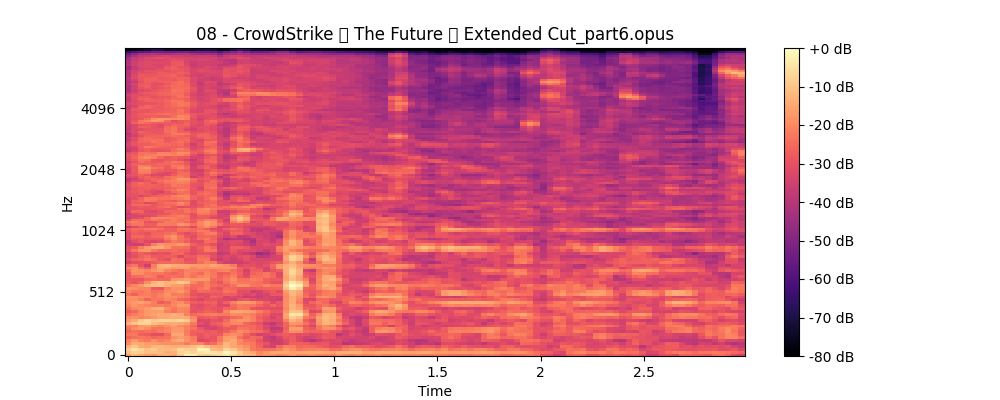 08 - CrowdStrike ▯ The Future ▯ Extended Cut_part6.opus
Hz
4096
2048
1024
512
0
0 0.5 1 1.5 2 2.5
Time
+0 dB
-10 dB
-20 dB
-30 dB
-40 dB
-50 dB
-60 dB
-70 dB
-80 dB